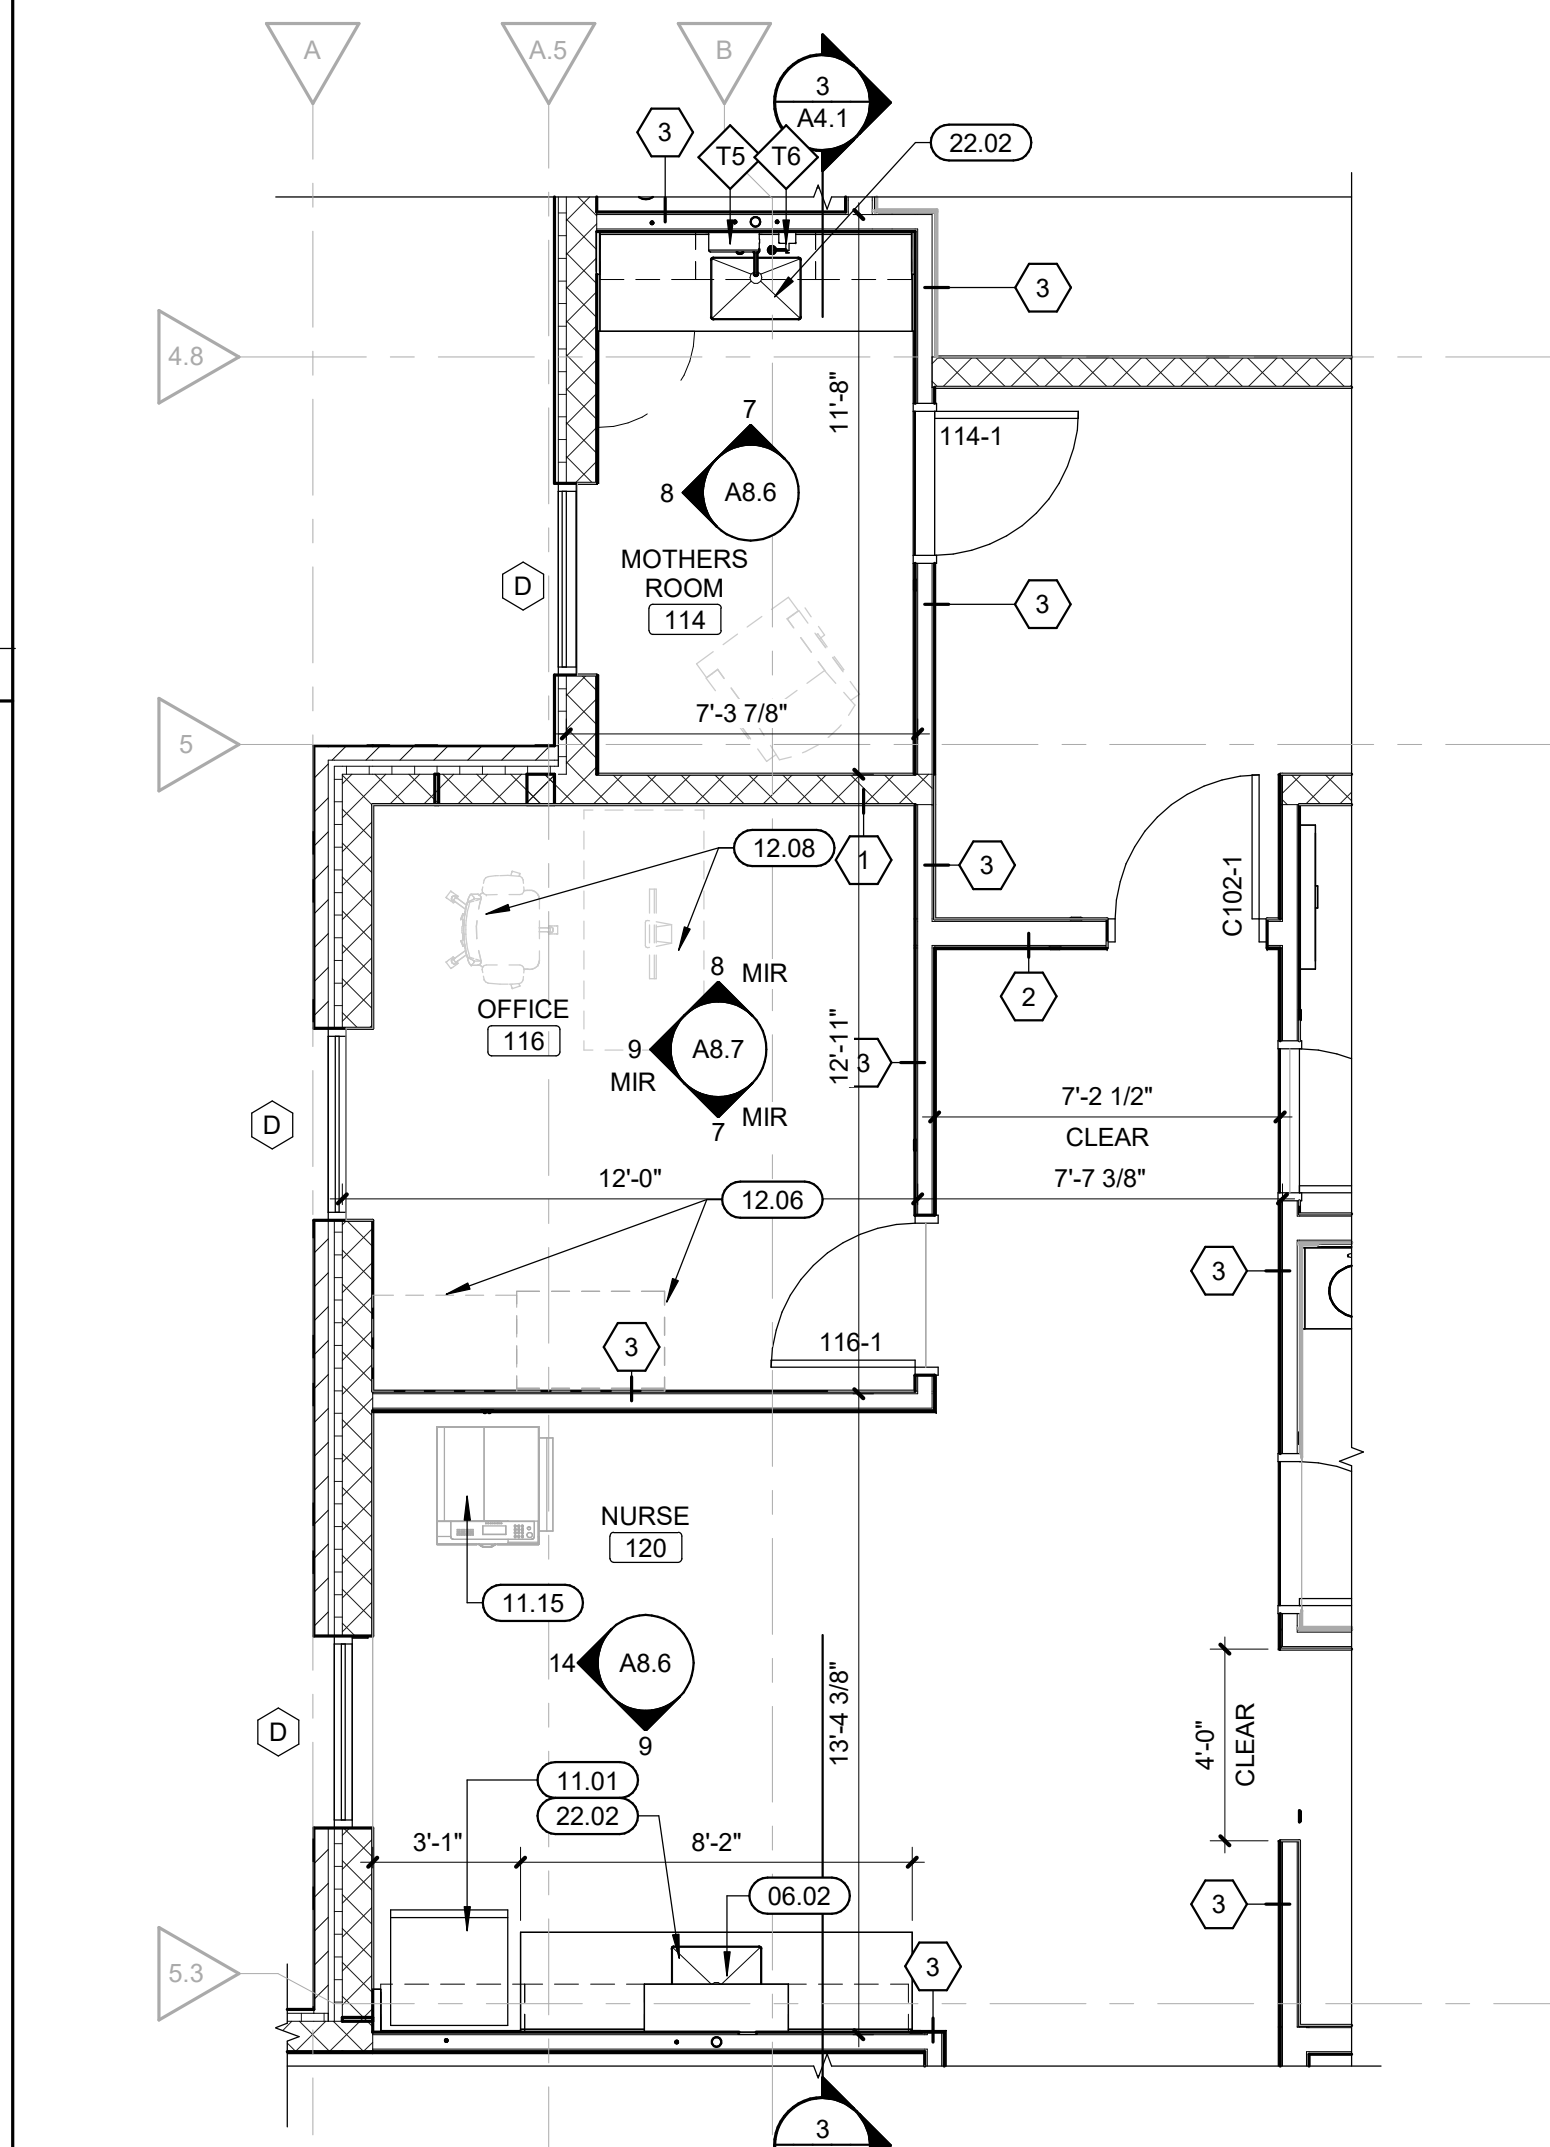 A
A.5
B
3
A4.1
3
T5
T6
22.02
3
4.8
11'-8"
114-1
7
8
A8.6
MOTHERS
ROOM
114
D
3
7'-3 7/8"
5
12.08
1
3
C102-1
8
MIR
OFFICE
116
2
9
A8.7
MIR
12'-11"
3
7
MIR
D
7'-2 1/2"
CLEAR
12'-0"
7'-7 3/8"
12.06
3
116-1
3
NURSE
120
11.15
14
A8.6
9
13'-4 3/8"
D
4'-0"
CLEAR
11.01
22.02
3'-1"
8'-2"
06.02
3
5.3
3
3